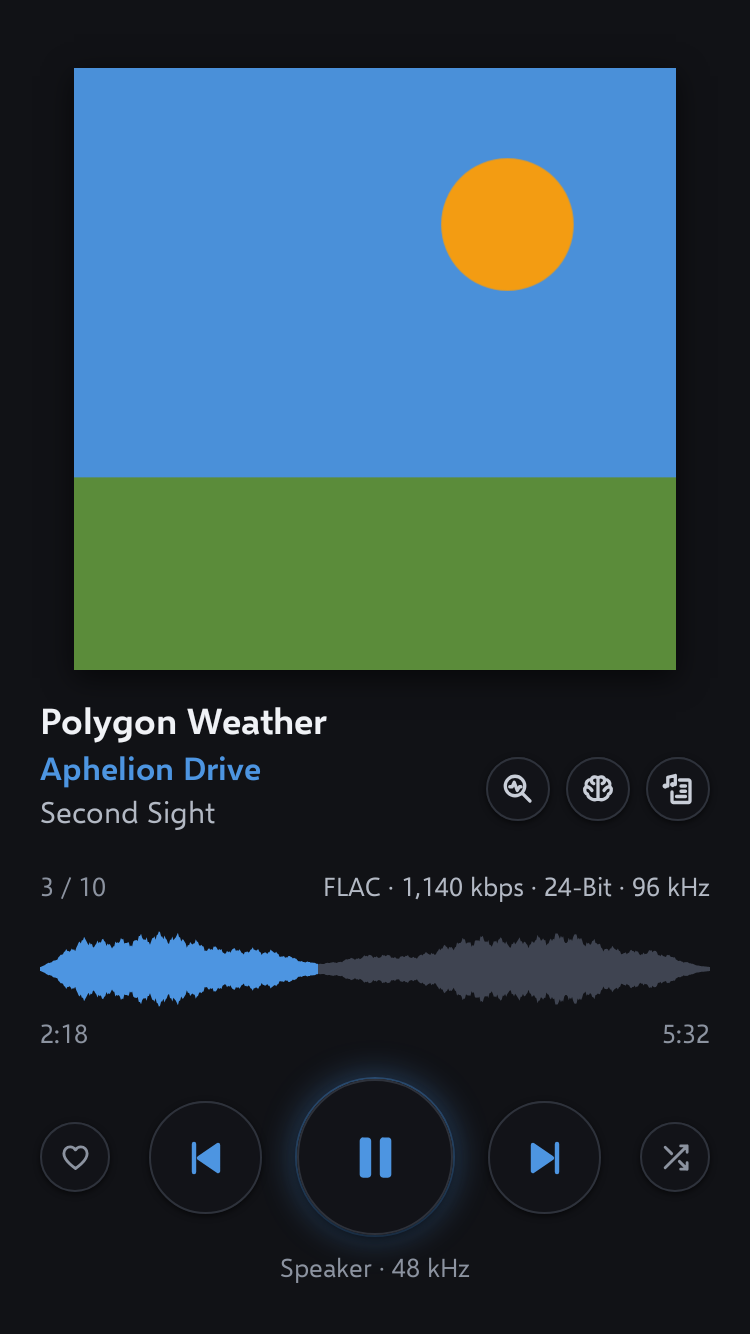 Polygon Weather
Aphelion Drive
Second Sight
3 / 10
FLAC · 1,140 kbps · 24-Bit · 96 kHz
2:18
5:32
Speaker · 48 kHz